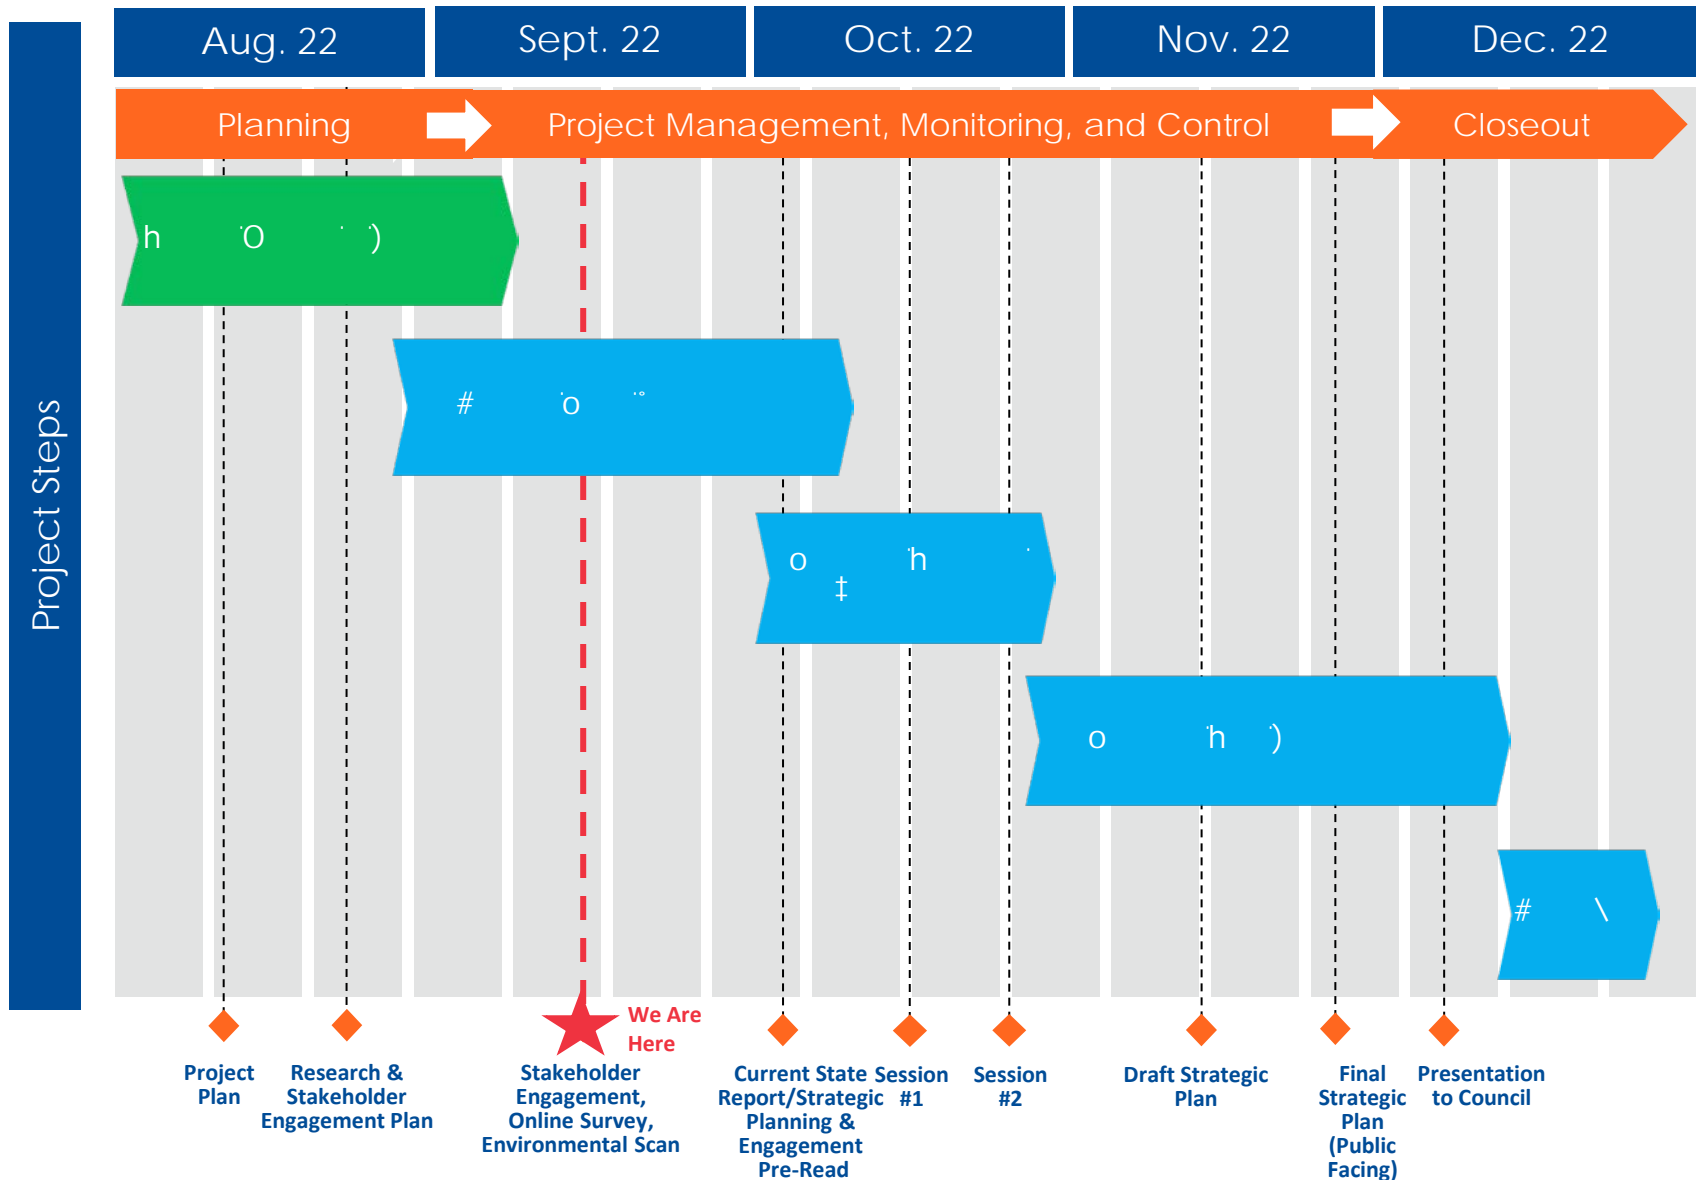 Aug. 22
Sept. 22
Oct. 22
Nov. 22
Dec. 22
Project Steps
Planning
Project Management, Monitoring, and Control
Closeout
h O )
# o
o h
‡
o h )
# \
We Are
Here
Project
Plan
Research &
Stakeholder
Engagement Plan
Stakeholder
Engagement,
Online Survey,
Environmental Scan
Current State
Report/Strategic
Planning &
Engagement
Pre-Read
Session
#1
Session
#2
Draft Strategic
Plan
Final
Strategic
Plan
(Public
Facing)
Presentation
to Council